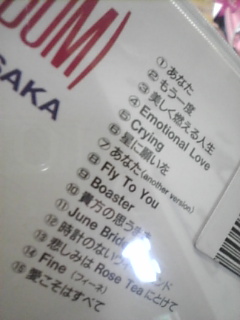 OOM)
SAKA
① あなた
② もう一度
③ 美しく燃える人生
④ Emotional Love
⑤ Crying
⑥ 星に願いを
⑦ あなた (another version)
⑧ Fly To You
⑨ Boaster
⑩ 貴方の思う
⑪ June Brid
⑫ 時計のない
⑬ 悲しみは Rose Tea にとけて
⑭ Fine (フィーネ)
⑮ 愛こそはすべて